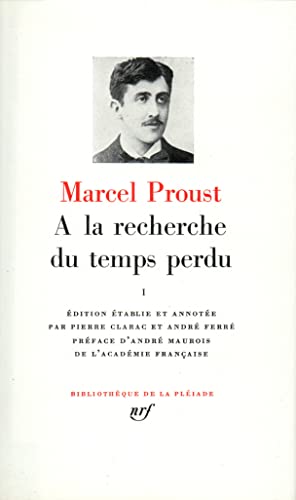 Marcel Proust
A la recherche
du temps perdu
I
ÉDITION ÉTABLIE ET ANNOTÉE
PAR PIERRE CLARAC ET ANDRÉ FERRÉ
PRÉFACE D'ANDRÉ MAUROIS
DE L'ACADÉMIE FRANÇAISE
BIBLIOTHÈQUE DE LA PLÉIADE
nrf